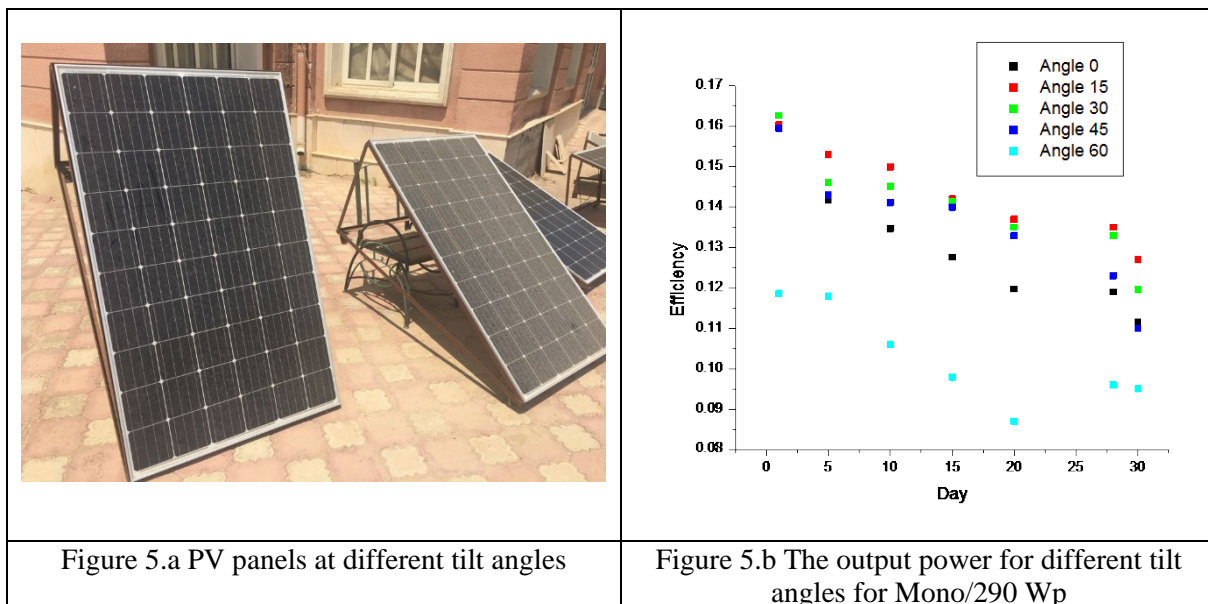 Angle 0
Angle 15
Angle 30
Angle 45
Angle 60
0.17
0.16
0.15
0.14
0.13
0.12
0.11
0.10
0.09
0.08
Efficiency
0 5 10 15 20 25 30
Day
Figure 5.a PV panels at different tilt angles
Figure 5.b The output power for different tilt
angles for Mono/290 Wp